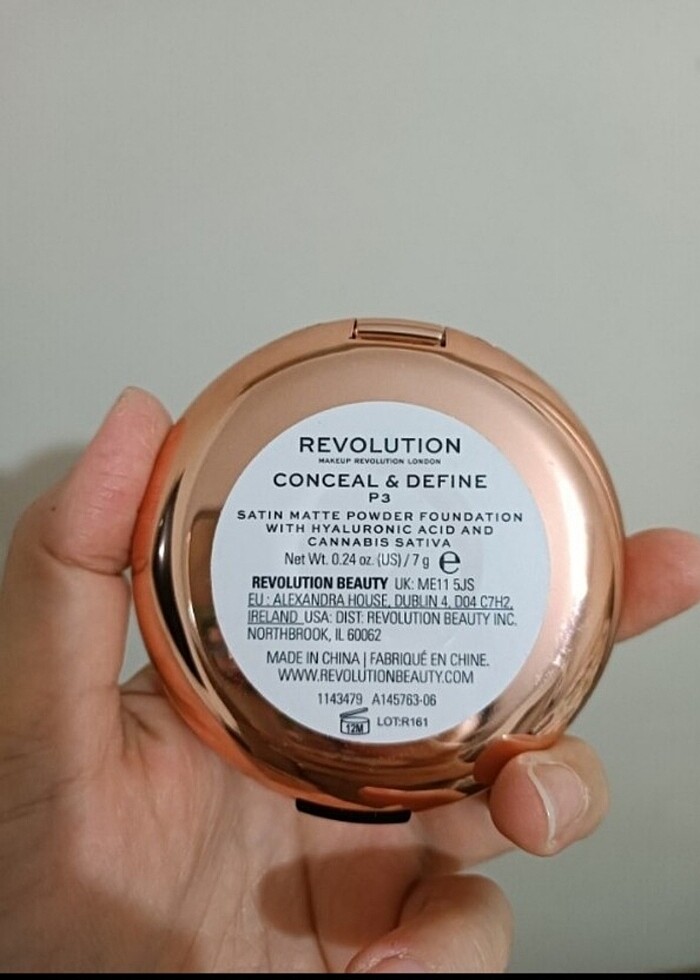 REVOLUTION
MAKEUP REVOLUTION LONDON
CONCEAL & DEFINE
P3
SATIN MATTE POWDER FOUNDATION
WITH HYALURONIC ACID AND
CANNABIS SATIVA
Net Wt. 0.24 oz. (US) / 7 g ℮
REVOLUTION BEAUTY UK: ME11 5JS
EU : ALEXANDRA HOUSE, DUBLIN 4, D04 C7H2,
IRELAND USA: DIST: REVOLUTION BEAUTY INC.
NORTHBROOK, IL 60062
MADE IN CHINA | FABRIQUÉ EN CHINE.
WWW.REVOLUTIONBEAUTY.COM
1143479 A145763-06
12M LOT:R161